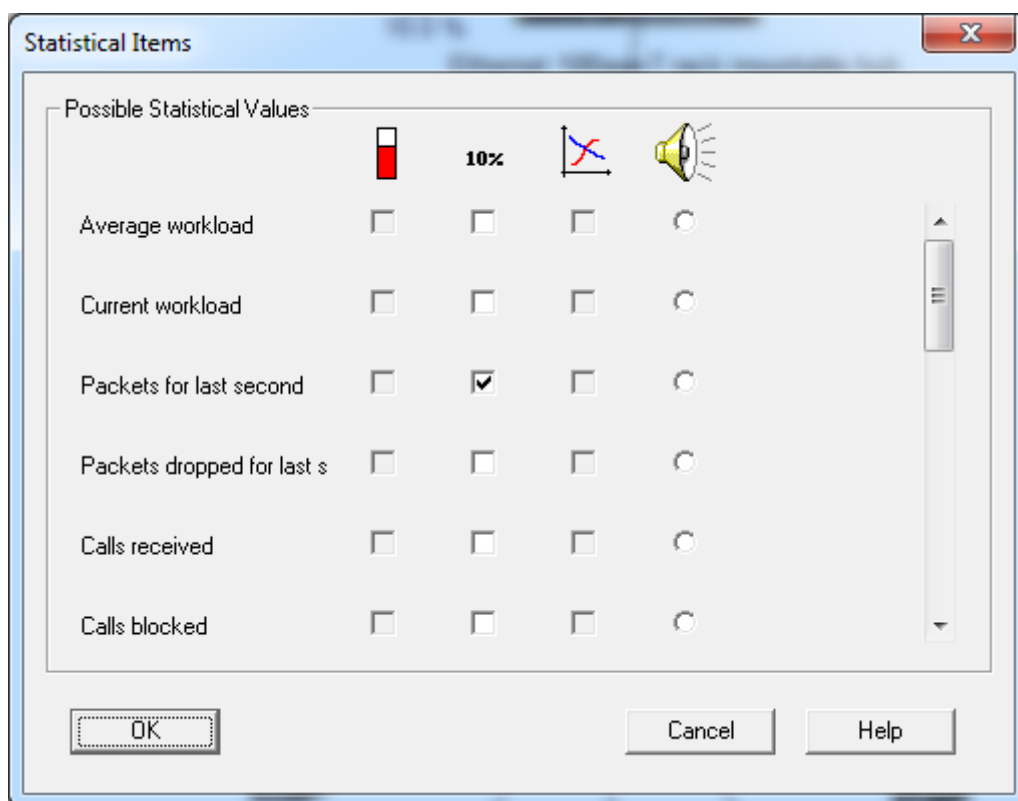 Statistical Items
Possible Statistical Values
10%
Average workload
Current workload
Packets for last second
Packets dropped for last s
Calls received
Calls blocked
OK Cancel Help